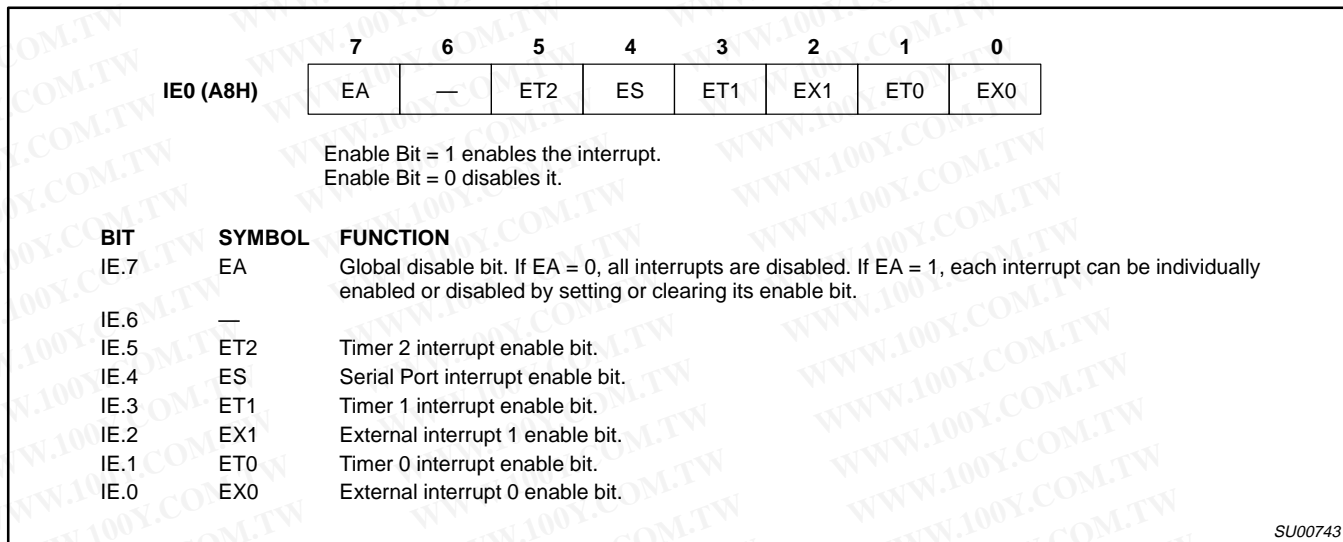 7 6 5 4 3 2 1 0
IE0 (A8H) EA — ET2 ES ET1 EX1 ET0 EX0
Enable Bit = 1 enables the interrupt.
Enable Bit = 0 disables it.
BIT SYMBOL FUNCTION
IE.7 EA Global disable bit. If EA = 0, all interrupts are disabled. If EA = 1, each interrupt can be individually
enabled or disabled by setting or clearing its enable bit.
IE.6 —
IE.5 ET2 Timer 2 interrupt enable bit.
IE.4 ES Serial Port interrupt enable bit.
IE.3 ET1 Timer 1 interrupt enable bit.
IE.2 EX1 External interrupt 1 enable bit.
IE.1 ET0 Timer 0 interrupt enable bit.
IE.0 EX0 External interrupt 0 enable bit.
SU00743
WWW.100Y.COM.TW